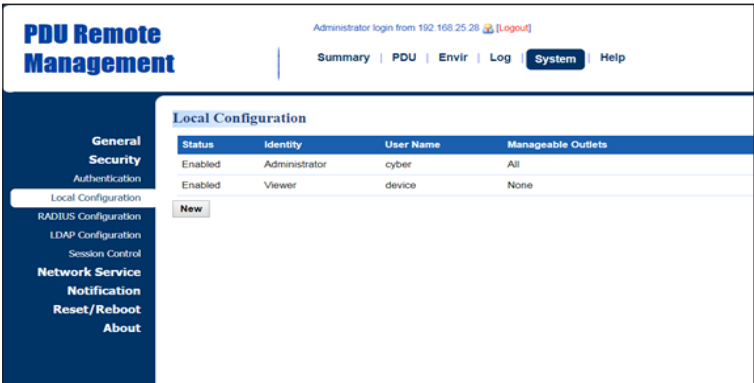 PDU Remote
Management
Administrator login from 192.168.25.28 [Logout]
Summary | PDU | Envir | Log | System | Help
General
Security
Authentication
Local Configuration
RADIUS Configuration
LDAP Configuration
Session Control
Network Service
Notification
Reset/Reboot
About
Local Configuration
Status Identity User Name Manageable Outlets
Enabled Administrator cyber All
Enabled Viewer device None
New